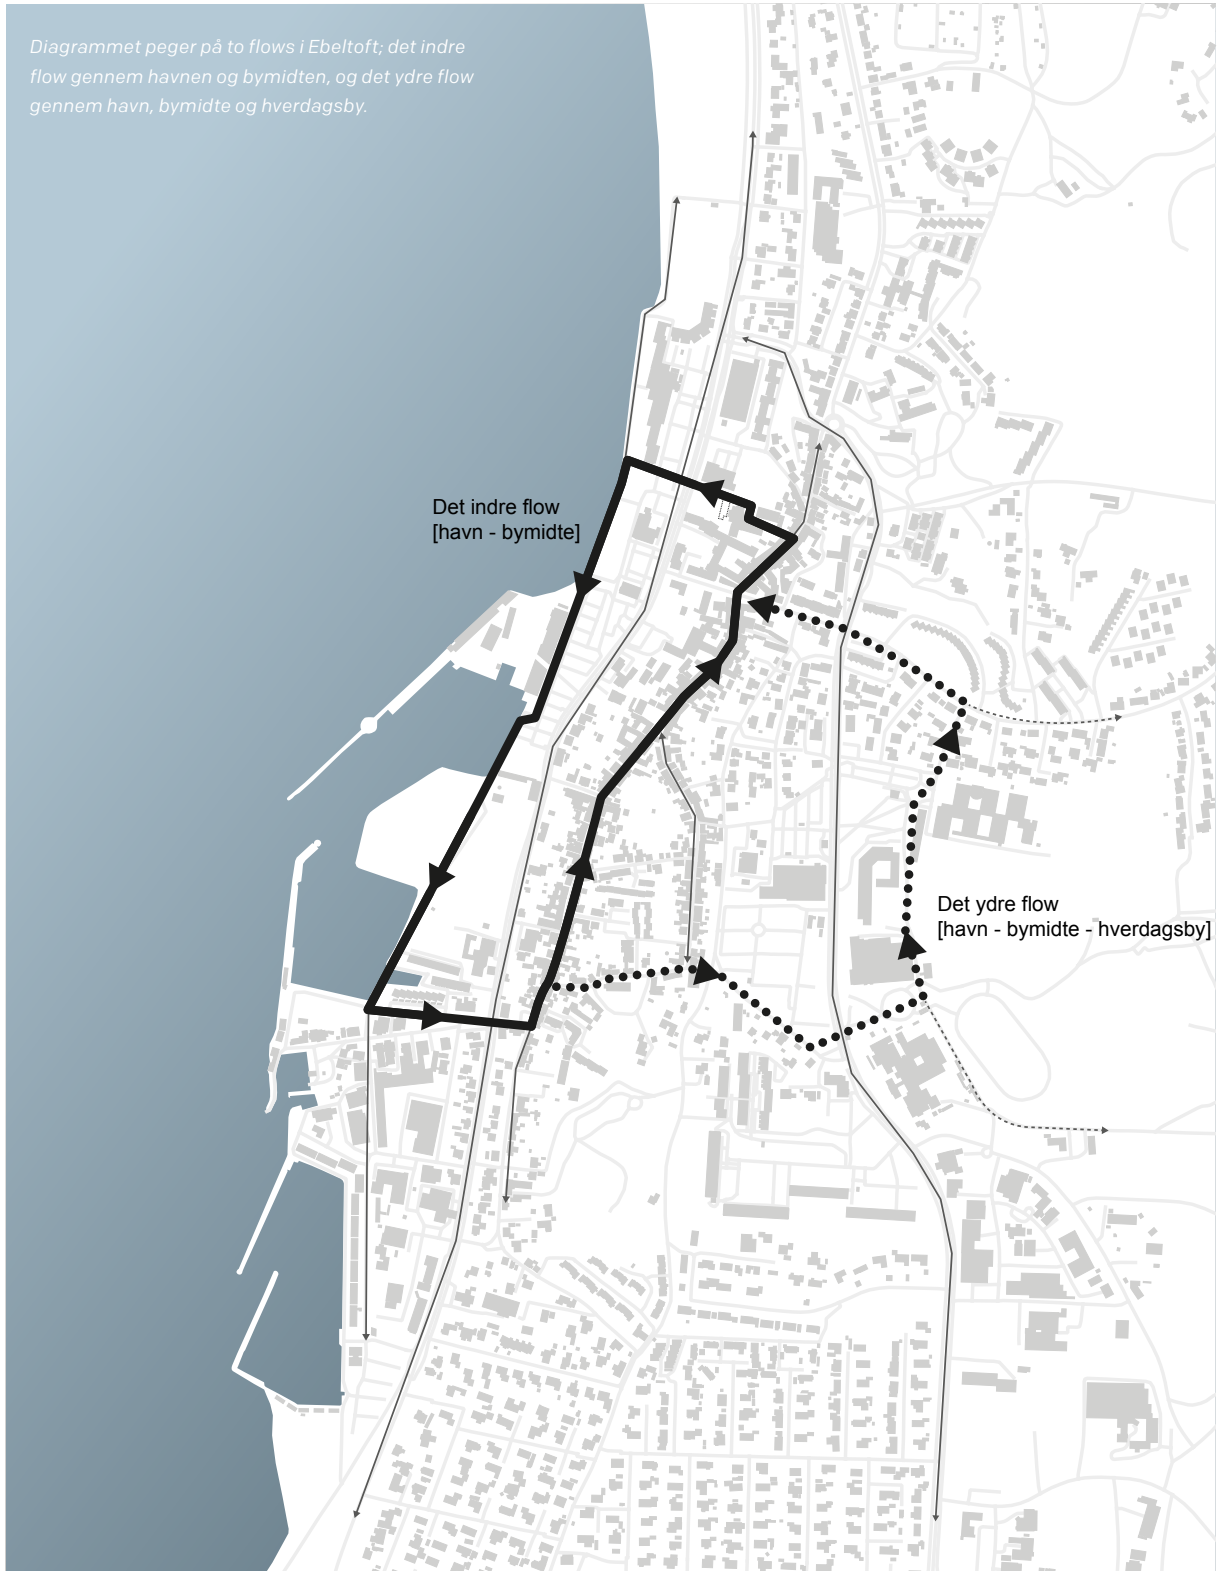 Diagrammet peger på to flows i Ebeltoft; det indre
flow gennem havnen og bymidten, og det ydre flow
gennem havn, bymidte og hverdagsby.
Det indre flow
[havn - bymidte]
Det ydre flow
[havn - bymidte - hverdagsby]